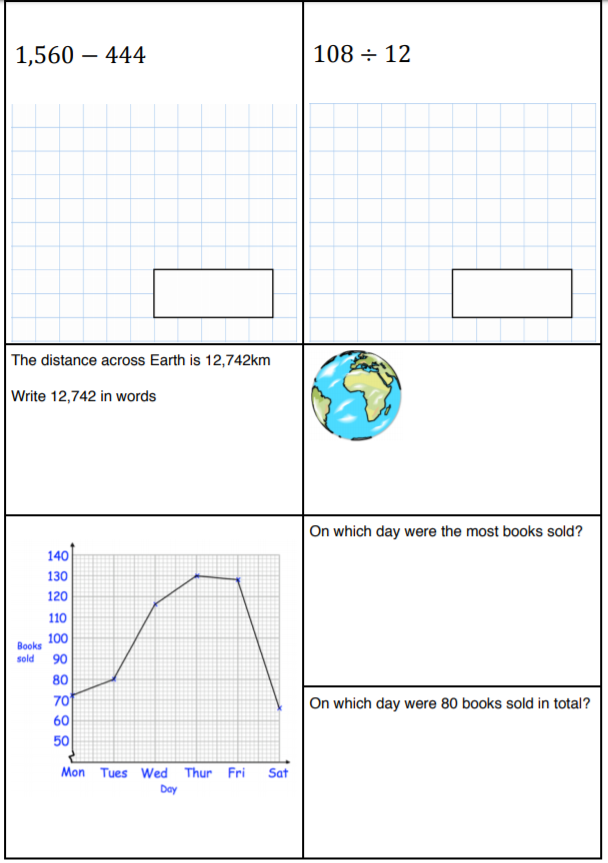 1,560 − 444
108 ÷ 12
The distance across Earth is 12,742km
Write 12,742 in words
140
130
120
110
100
90
80
70
60
50
Books
sold
Mon Tues Wed Thur Fri Sat
Day
On which day were the most books sold?
On which day were 80 books sold in total?